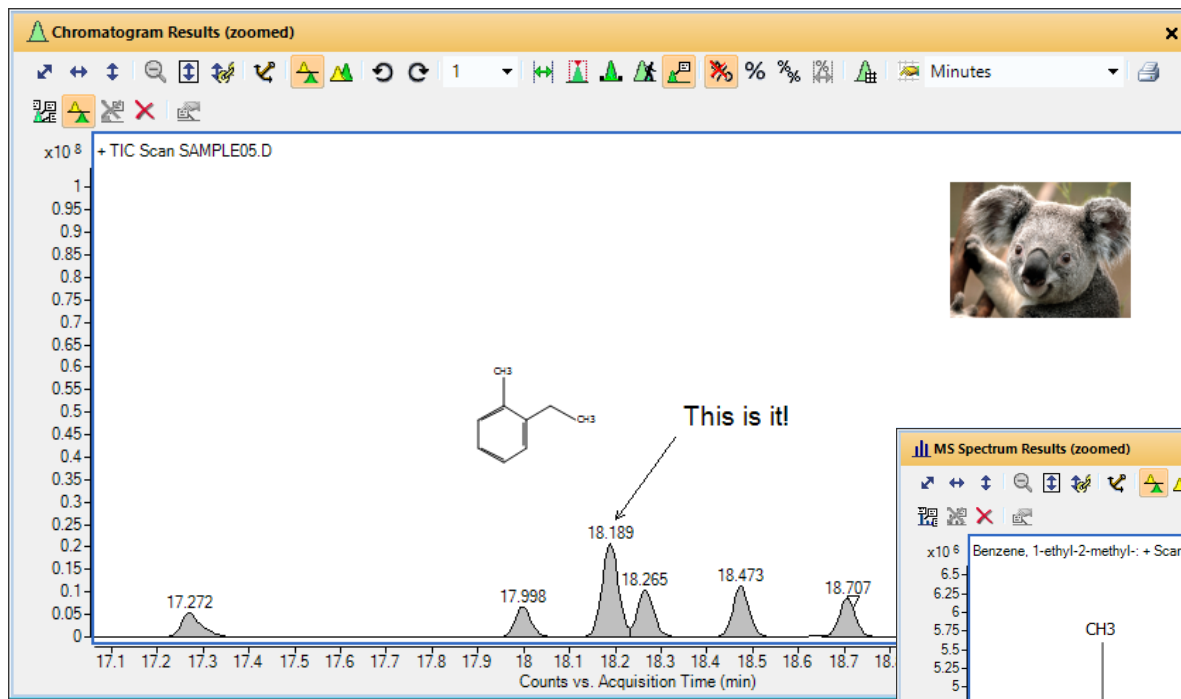 Chromatogram Results (zoomed)
1
Minutes
x10 8
+ TIC Scan SAMPLE05.D
1
0.95
0.9
0.85
0.8
0.75
0.7
0.65
0.6
0.55
0.5
0.45
0.4
0.35
0.3
0.25
0.2
0.15
0.1
0.05
0
CH3
CH3
This is it!
17.272
17.998
18.189
18.265
18.473
18.707
17.1 17.2 17.3 17.4 17.5 17.6 17.7 17.8 17.9 18 18.1 18.2 18.3 18.4 18.5 18.6 18.7 18.8
Counts vs. Acquisition Time (min)
MS Spectrum Results (zoomed)
x10 6
Benzene, 1-ethyl-2-methyl-: + Scan
6.5
6.25
6
5.75
5.5
5.25
5
CH3